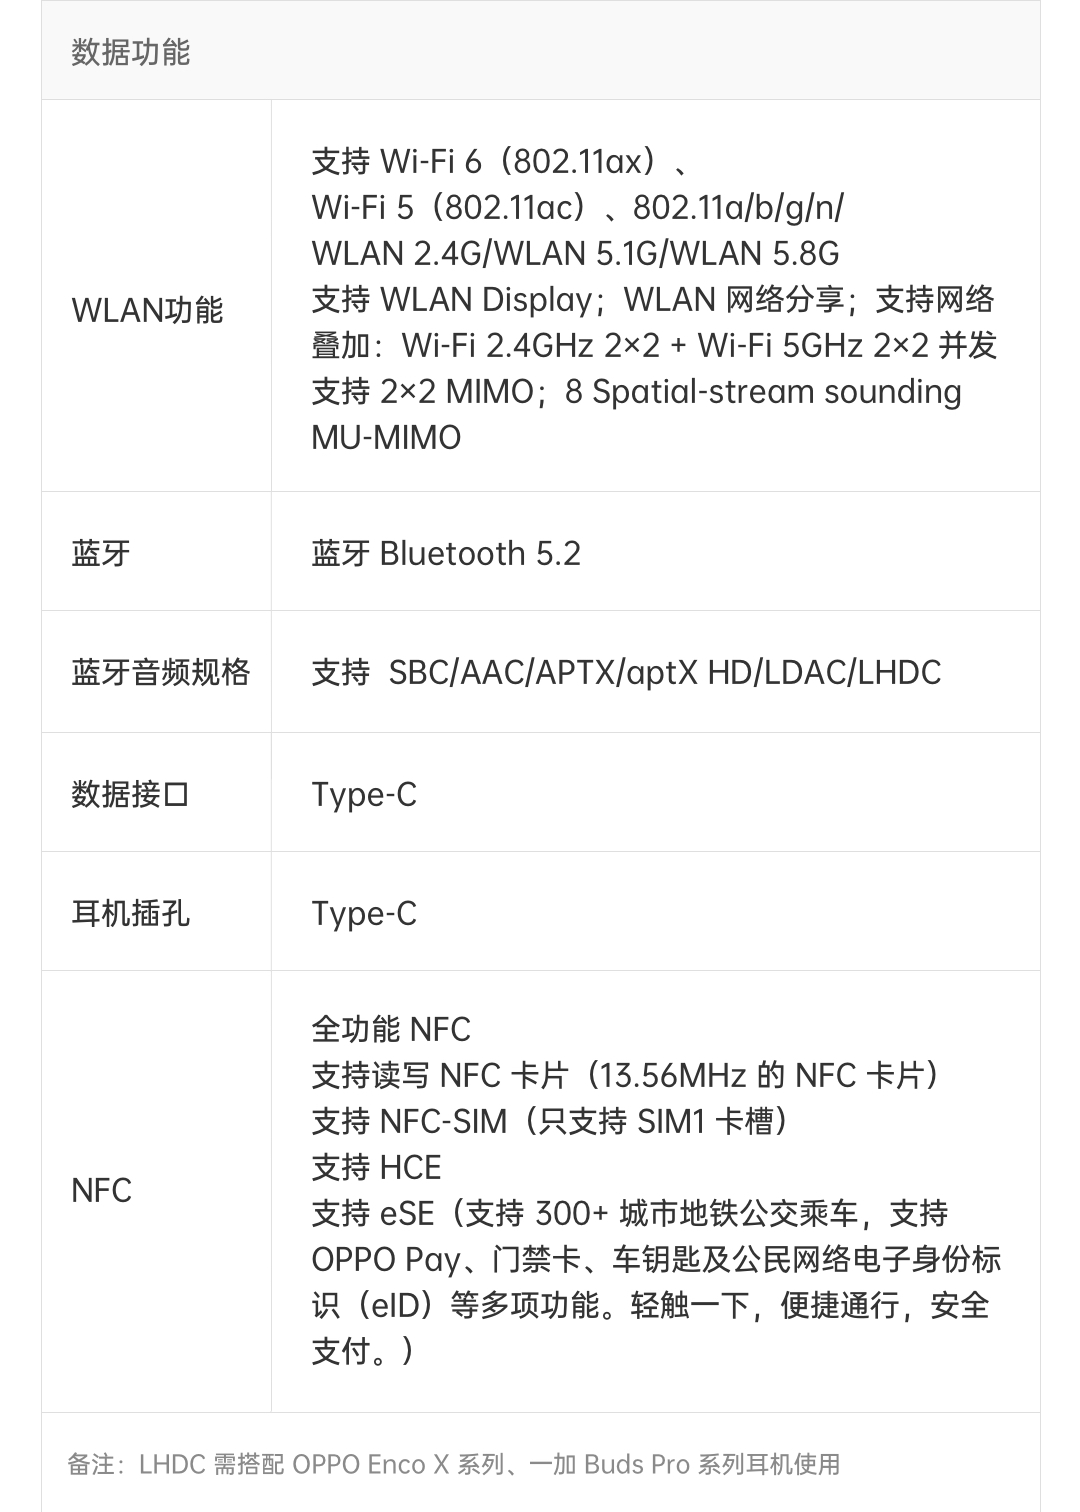 数据功能
WLAN功能
支持 Wi-Fi 6（802.11ax）、
Wi-Fi 5（802.11ac）、802.11a/b/g/n/
WLAN 2.4G/WLAN 5.1G/WLAN 5.8G
支持 WLAN Display；WLAN 网络分享；支持网络
叠加：Wi-Fi 2.4GHz 2×2 + Wi-Fi 5GHz 2×2 并发
支持 2×2 MIMO；8 Spatial-stream sounding
MU-MIMO
蓝牙
蓝牙 Bluetooth 5.2
蓝牙音频规格
支持  SBC/AAC/APTX/aptX HD/LDAC/LHDC
数据接口
Type-C
耳机插孔
Type-C
NFC
全功能 NFC
支持读写 NFC 卡片（13.56MHz 的 NFC 卡片）
支持 NFC-SIM（只支持 SIM1 卡槽）
支持 HCE
支持 eSE（支持 300+ 城市地铁公交乘车，支持
OPPO Pay、门禁卡、车钥匙及公民网络电子身份标
识（eID）等多项功能。轻触一下，便捷通行，安全
支付。）
备注：LHDC 需搭配 OPPO Enco X 系列、一加 Buds Pro 系列耳机使用